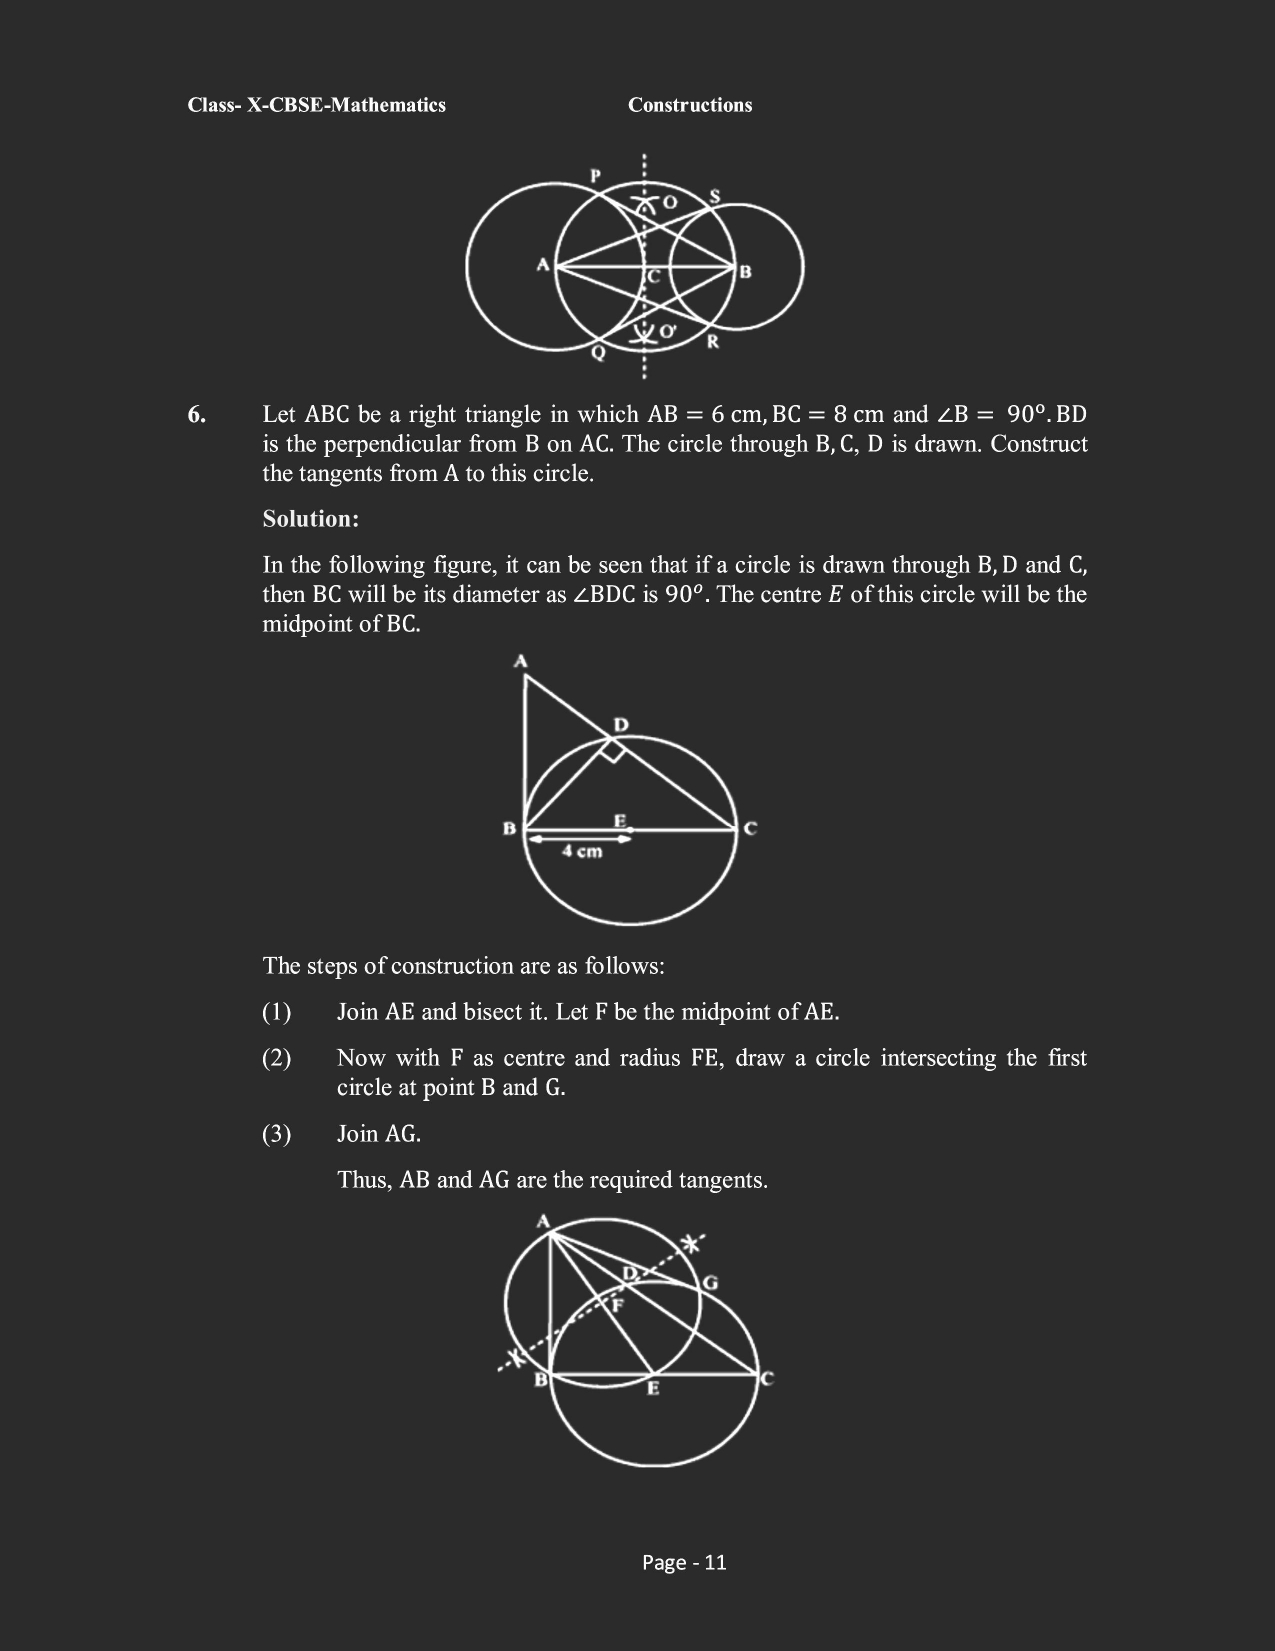 Class- X-CBSE-Mathematics Constructions
P
S
O
A
C
B
O'
Q
R
6. Let ABC be a right triangle in which AB = 6 cm, BC = 8 cm and ∠B = 90°. BD
is the perpendicular from B on AC. The circle through B, C, D is drawn. Construct
the tangents from A to this circle.
Solution:
In the following figure, it can be seen that if a circle is drawn through B, D and C,
then BC will be its diameter as ∠BDC is 90°. The centre E of this circle will be the
midpoint of BC.
A
D
B
E
C
4 cm
The steps of construction are as follows:
(1) Join AE and bisect it. Let F be the midpoint of AE.
(2) Now with F as centre and radius FE, draw a circle intersecting the first
circle at point B and G.
(3) Join AG.
Thus, AB and AG are the required tangents.
A
D
G
F
B
E
C
Page - 11